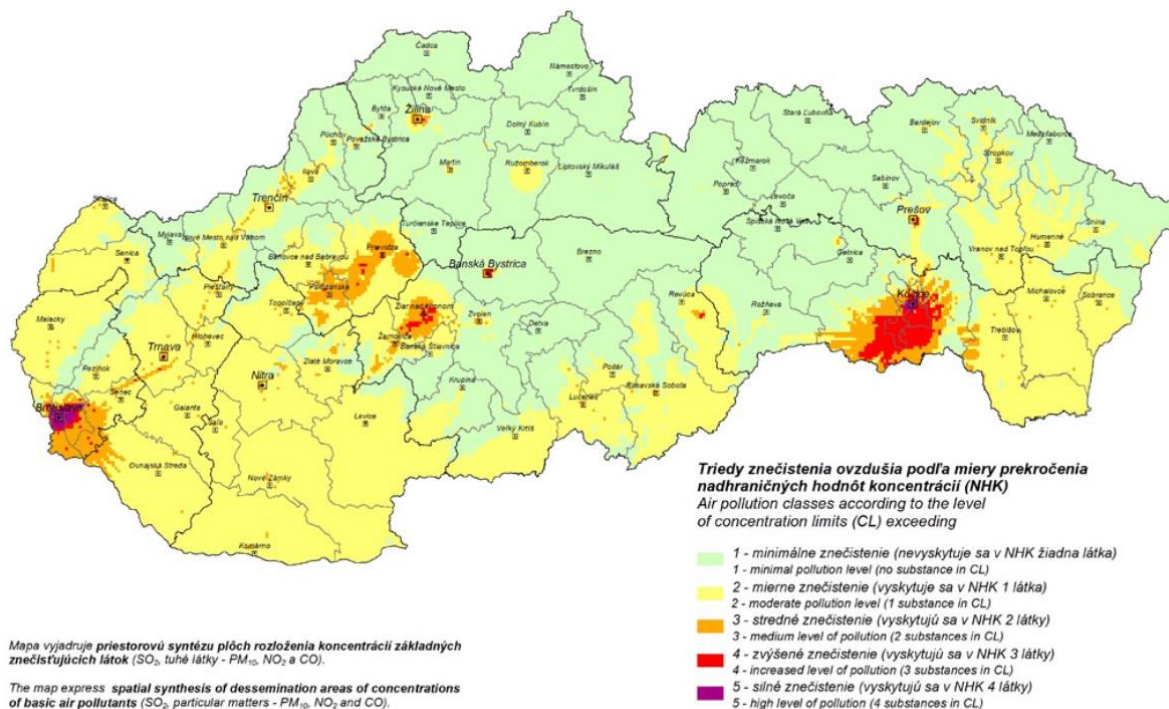 Čadca
Námestovo
Tvrdošín
Kysucké Nové Mesto
Bytča
Žilina
Stará Ľubovňa
Svidník
Bardejov
Medzilaborce
Púchov
Považská Bystrica
Dolný Kubín
Stropkov
Ilava
Martin
Ružomberok
Liptovský Mikuláš
Kežmarok
Sabinov
Poprad
Levoča
Trenčín
Prešov
Snina
Turčianske Teplice
Spišská Nová Ves
Myjava
Nové Mesto nad Váhom
Humenné
Senica
Bánovce nad Bebravou
Prievidza
Brezno
Gelnica
Vranov nad Topľou
Banská Bystrica
Piešťany
Partizánske
Topoľčany
Revúca
Košice
Michalovce
Sobrance
Malacky
Žiar nad Hronom
Zvolen
Rožňava
Hlohovec
Detva
Trebišov
Trnava
Žarnovica
Banská Štiavnica
Zlaté Moravce
Pezinok
Nitra
Poltár
Krupina
Rimavská Sobota
Senec
Lučenec
Bratislava
Galanta
Šaľa
Levice
Veľký Krtíš
Dunajská Streda
Nové Zámky
Komárno
Triedy znečistenia ovzdušia podľa miery prekročenia
nadhraničných hodnôt koncentrácií (NHK)
Air pollution classes according to the level
of concentration limits (CL) exceeding
1 - minimálne znečistenie (nevyskytuje sa v NHK žiadna látka)
1 - minimal pollution level (no substance in CL)
2 - mierne znečistenie (vyskytuje sa v NHK 1 látka)
2 - moderate pollution level (1 substance in CL)
3 - stredné znečistenie (vyskytujú sa v NHK 2 látky)
3 - medium level of pollution (2 substances in CL)
4 - zvýšené znečistenie (vyskytujú sa v NHK 3 látky)
4 - increased level of pollution (3 substances in CL)
5 - silné znečistenie (vyskytujú sa v NHK 4 látky)
5 - high level of pollution (4 substances in CL)
Mapa vyjadruje priestorovú syntézu plôch rozloženia koncentrácií základných
znečisťujúcich látok (SO₂, tuhé látky - PM₁₀, NO₂ a CO).
The map express spatial synthesis of dessemination areas of concentrations
of basic air pollutants (SO₂, particular matters - PM₁₀, NO₂ and CO).